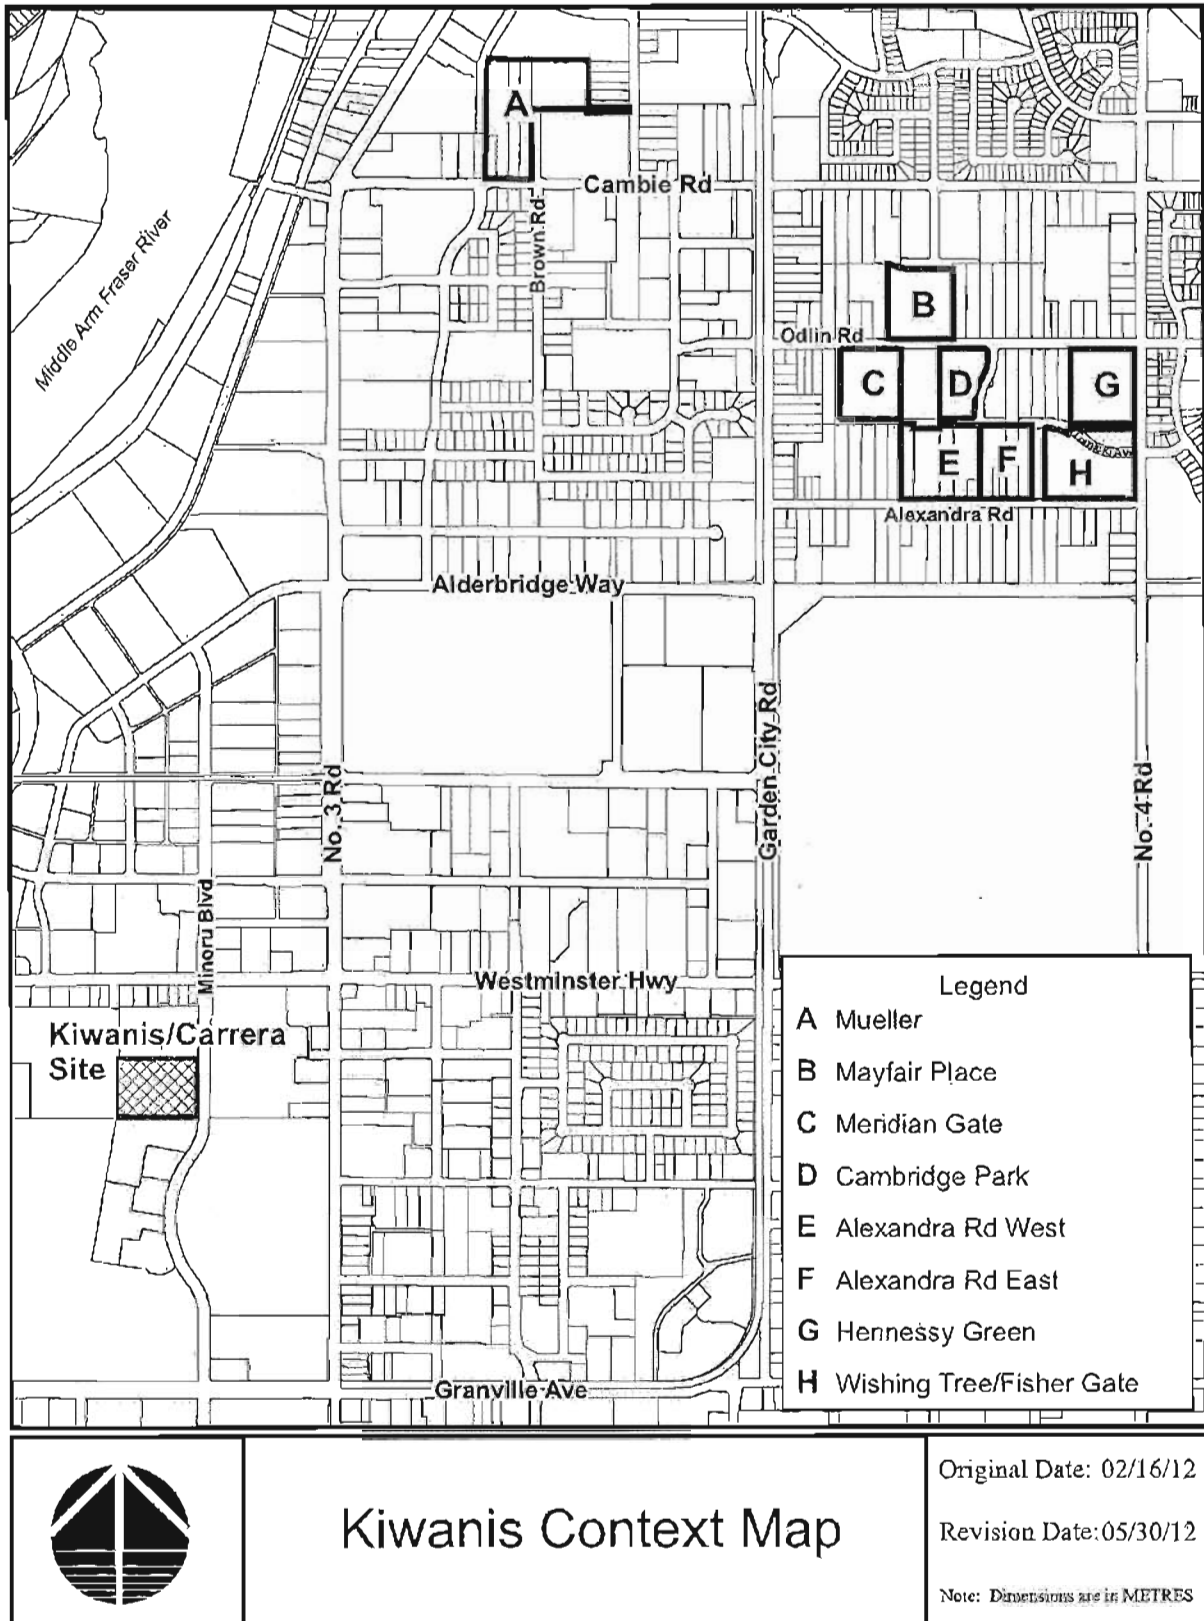 A
Cambie Rd
Brown Rd
Middle Arm Fraser River
B
Odlin Rd
C
D
G
E
F
H
Alexandra Rd
Alderbridge Way
Garden City Rd
No. 3 Rd
No. 4 Rd
Minoru Blvd
Westminster Hwy
Kiwanis/Carrera
Site
Granville Ave
Legend
A Mueller
B Mayfair Place
C Meridian Gate
D Cambridge Park
E Alexandra Rd West
F Alexandra Rd East
G Hennessy Green
H Wishing Tree/Fisher Gate
Kiwanis Context Map
Original Date: 02/16/12
Revision Date: 05/30/12
Note: Dimensions are in METRES